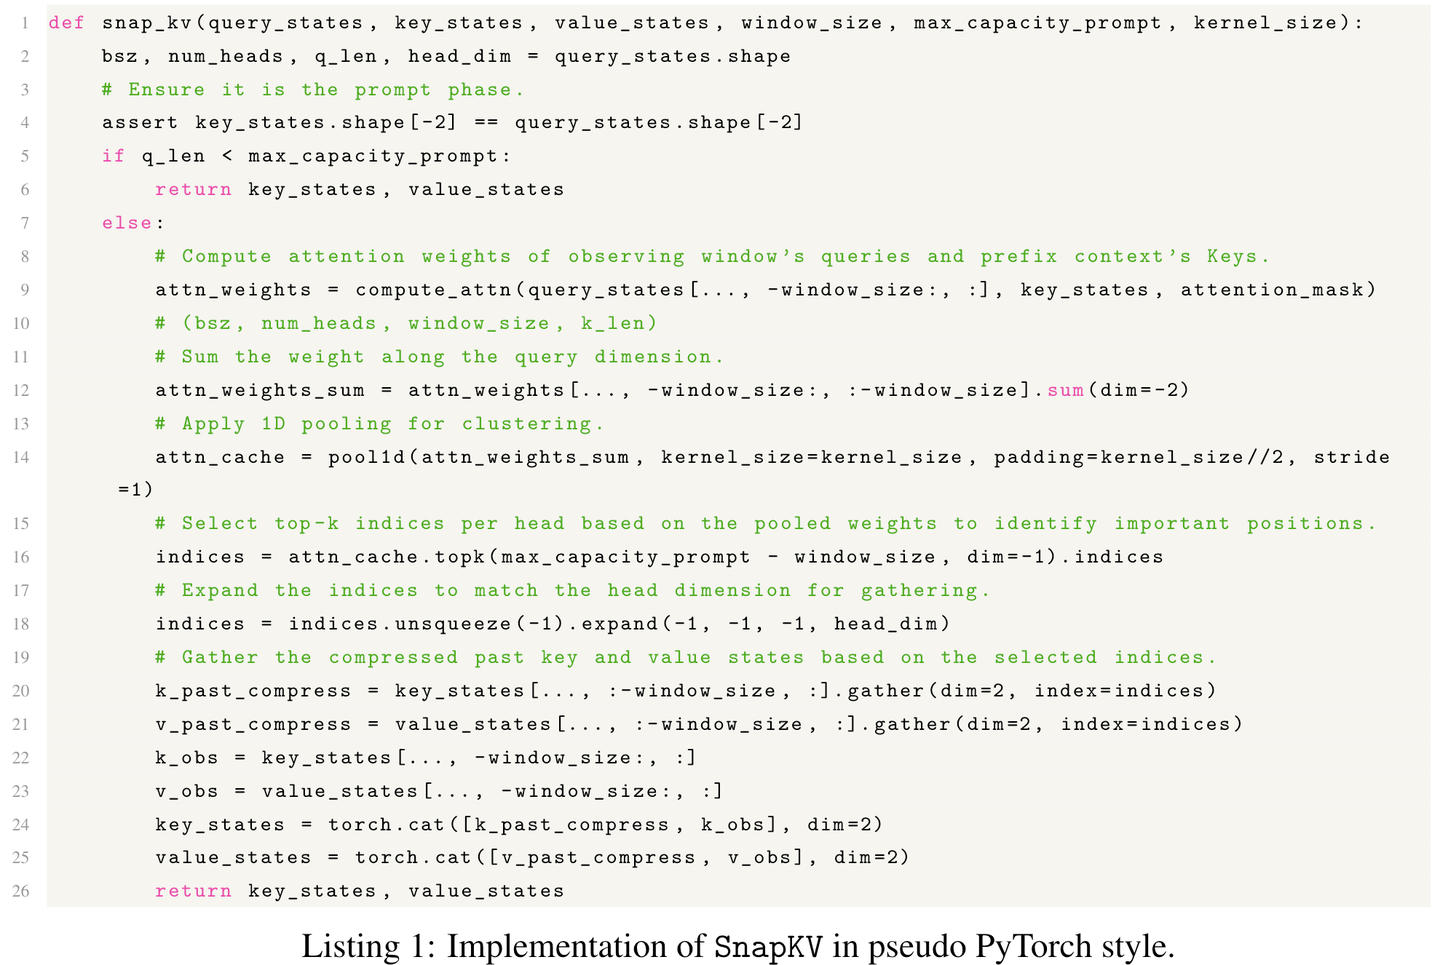 1 def snap_kv(query_states, key_states, value_states, window_size, max_capacity_prompt, kernel_size):
2     bsz, num_heads, q_len, head_dim = query_states.shape
3     # Ensure it is the prompt phase.
4     assert key_states.shape[-2] == query_states.shape[-2]
5     if q_len < max_capacity_prompt:
6         return key_states, value_states
7     else:
8         # Compute attention weights of observing window's queries and prefix context's Keys.
9         attn_weights = compute_attn(query_states[..., -window_size:, :], key_states, attention_mask)
10         # (bsz, num_heads, window_size, k_len)
11         # Sum the weight along the query dimension.
12         attn_weights_sum = attn_weights[..., -window_size:, :-window_size].sum(dim=-2)
13         # Apply 1D pooling for clustering.
14         attn_cache = pool1d(attn_weights_sum, kernel_size=kernel_size, padding=kernel_size//2, stride
=1)
15         # Select top-k indices per head based on the pooled weights to identify important positions.
16         indices = attn_cache.topk(max_capacity_prompt - window_size, dim=-1).indices
17         # Expand the indices to match the head dimension for gathering.
18         indices = indices.unsqueeze(-1).expand(-1, -1, -1, head_dim)
19         # Gather the compressed past key and value states based on the selected indices.
20         k_past_compress = key_states[..., :-window_size, :].gather(dim=2, index=indices)
21         v_past_compress = value_states[..., :-window_size, :].gather(dim=2, index=indices)
22         k_obs = key_states[..., -window_size:, :]
23         v_obs = value_states[..., -window_size:, :]
24         key_states = torch.cat([k_past_compress, k_obs], dim=2)
25         value_states = torch.cat([v_past_compress, v_obs], dim=2)
26         return key_states, value_states
Listing 1: Implementation of SnapKV in pseudo PyTorch style.